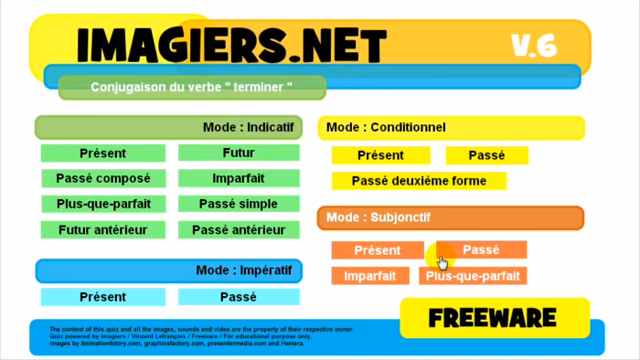 IMAGIERS.NET
V.6
Conjugaison du verbe " terminer "
Mode : Indicatif
Présent
Futur
Passé composé
Imparfait
Plus-que-parfait
Passé simple
Futur antérieur
Passé antérieur
Mode : Impératif
Présent
Passé
Mode : Conditionnel
Présent
Passé
Passé deuxième forme
Mode : Subjonctif
Présent
Passé
Imparfait
Plus-que-parfait
FREEWARE
The content of this quiz and all the images, sounds and video are the property of their respective owner.
Quiz powered by Imagiers / Vincent Lefrançois / Freeware / For educational purpose only.
Images by Animationfctory.com, graphicsfactory.com, presentermedia.com and Hemera.